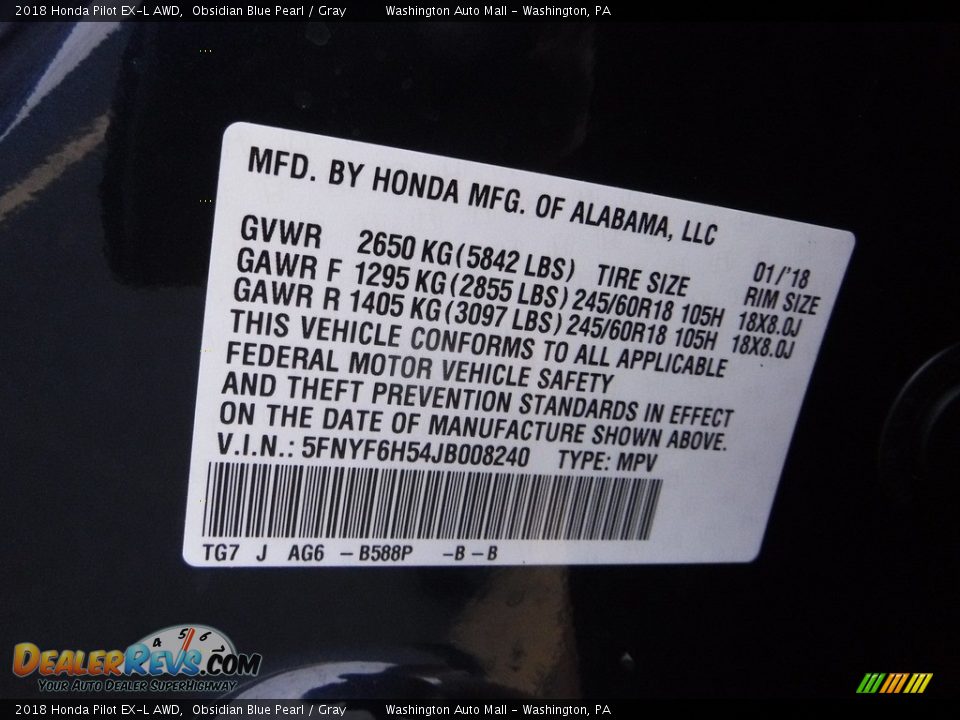 2018 Honda Pilot EX-L AWD,  Obsidian Blue Pearl / Gray    Washington Auto Mall - Washington, PA
MFD. BY HONDA MFG. OF ALABAMA, LLC
01/'18
GVWR 2650 KG (5842 LBS) TIRE SIZE RIM SIZE
GAWR F 1295 KG (2855 LBS) 245/60R18 105H 18X8.0J
GAWR R 1405 KG (3097 LBS) 245/60R18 105H 18X8.0J
THIS VEHICLE CONFORMS TO ALL APPLICABLE
FEDERAL MOTOR VEHICLE SAFETY
AND THEFT PREVENTION STANDARDS IN EFFECT
ON THE DATE OF MANUFACTURE SHOWN ABOVE.
V.I.N.: 5FNYF6H54JB008240 TYPE: MPV
TG7 J AG6 - B588P -B - B
4 5 6
DEALERREVS.COM
YOUR AUTO DEALER SUPERHIGHWAY
2018 Honda Pilot EX-L AWD,  Obsidian Blue Pearl / Gray    Washington Auto Mall - Washington, PA